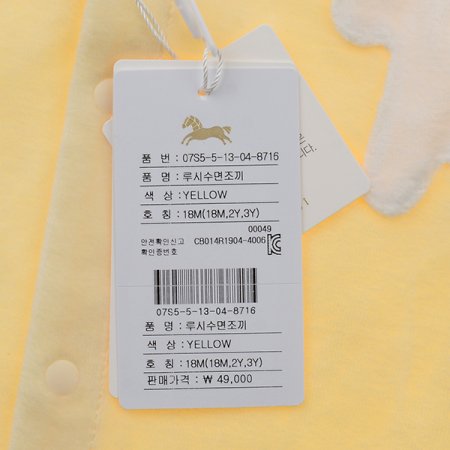 품 번 : 07S5-5-13-04-8716
품 명 : 루시수면조끼
색 상 : YELLOW
호 칭 : 18M(18M,2Y,3Y)
00049
안전확인신고 CB014R1904-4006
확인증번호
07S5-5-13-04-8716
품 명 : 루시수면조끼
색 상 : YELLOW
호 칭 : 18M(18M,2Y,3Y)
판매가격 : ₩ 49,000